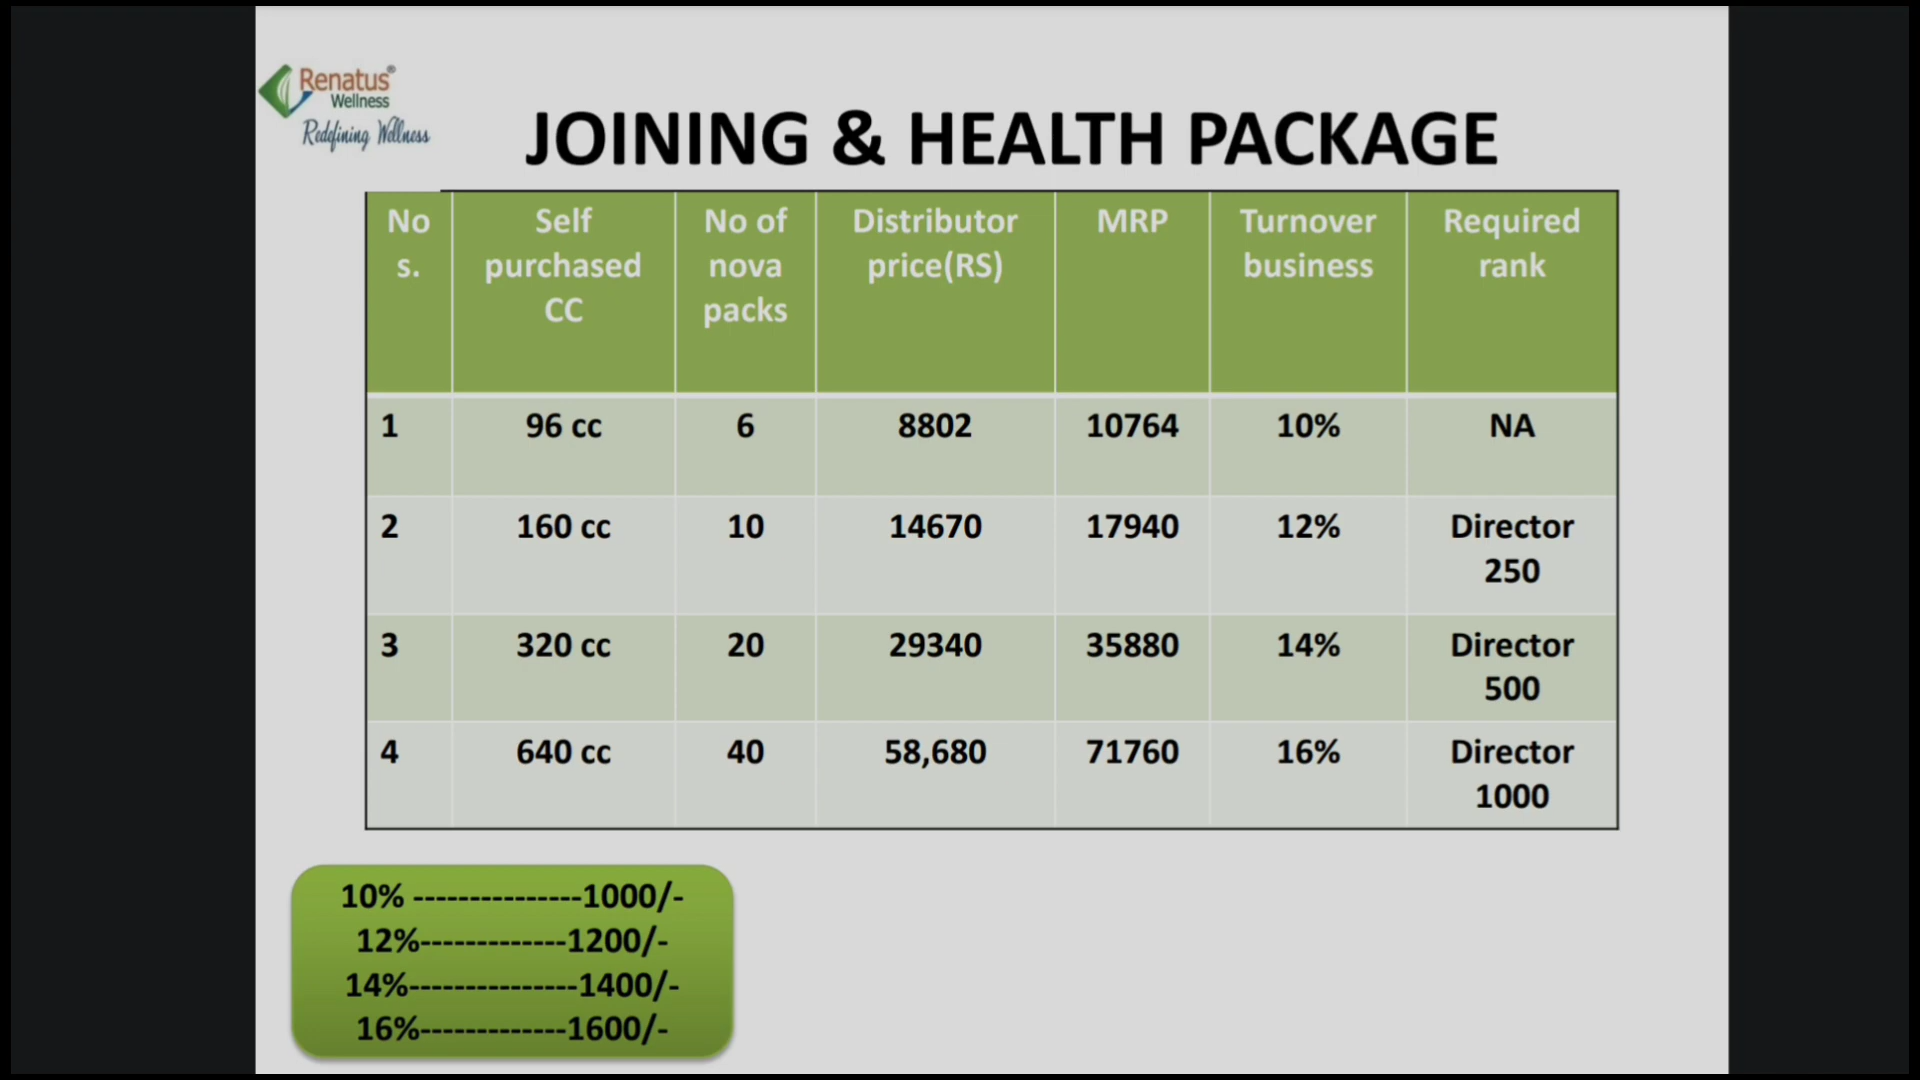 Renatus®
Wellness
Redefining Wellness
JOINING & HEALTH PACKAGE
No s. Self purchased CC No of nova packs Distributor price(RS) MRP Turnover business Required rank
1 96 cc 6 8802 10764 10% NA
2 160 cc 10 14670 17940 12% Director 250
3 320 cc 20 29340 35880 14% Director 500
4 640 cc 40 58,680 71760 16% Director 1000
10% ---------------1000/-
12%-------------1200/-
14%---------------1400/-
16%-------------1600/-